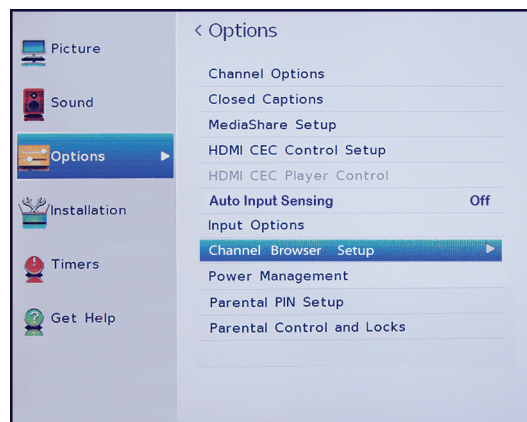 Picture
Sound
Options
Installation
Timers
Get Help
< Options
Channel Options
Closed Captions
MediaShare Setup
HDMI CEC Control Setup
HDMI CEC Player Control
Auto Input Sensing Off
Input Options
Channel Browser Setup
Power Management
Parental PIN Setup
Parental Control and Locks